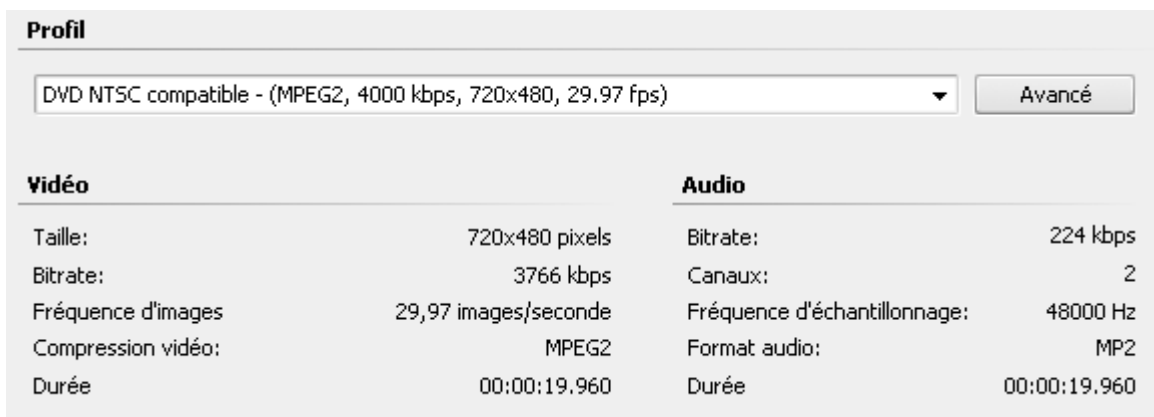 Profil
DVD NTSC compatible - (MPEG2, 4000 kbps, 720x480, 29.97 fps)
Avancé
Vidéo
Taille: 720x480 pixels
Bitrate: 3766 kbps
Fréquence d'images 29,97 images/seconde
Compression vidéo: MPEG2
Durée 00:00:19.960
Audio
Bitrate: 224 kbps
Canaux: 2
Fréquence d'échantillonnage: 48000 Hz
Format audio: MP2
Durée 00:00:19.960